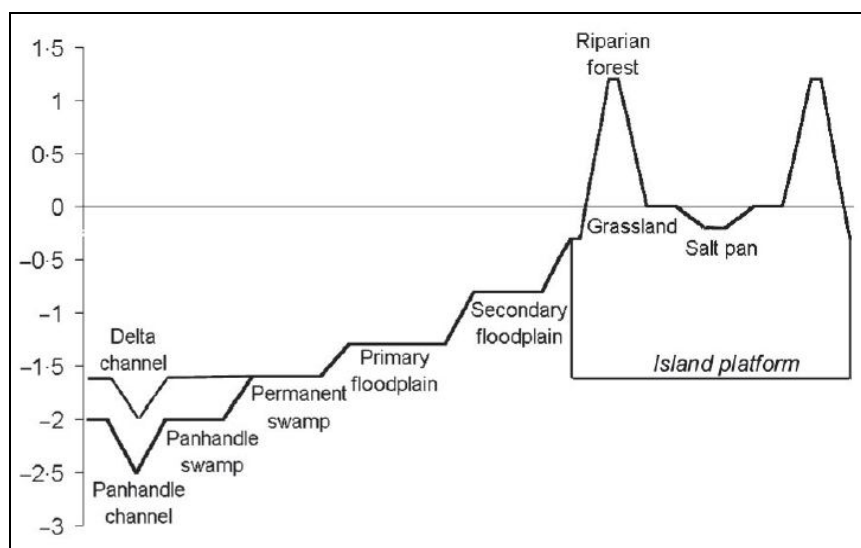 1·5
1
0·5
0
−0·5
−1
−1·5
−2
−2·5
−3
Riparian
forest
Grassland
Salt pan
Secondary
floodplain
Island platform
Delta
channel
Primary
floodplain
Permanent
swamp
Panhandle
swamp
Panhandle
channel